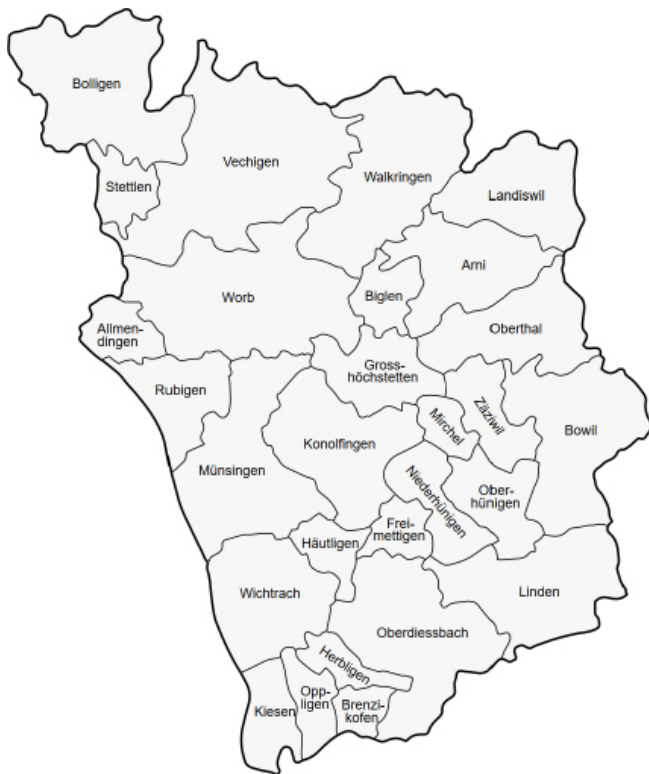 Bolligen
Vechigen
Walkringen
Stettlen
Landiswil
Arni
Biglen
Worb
Allmen-
dingen
Oberthal
Gross-
höchstetten
Rubigen
Zäziwil
Mirchel
Bowil
Konolfingen
Münsingen
Niederhünigen
Ober-
hünigen
Frei-
mettigen
Häutligen
Wichtrach
Linden
Oberdiessbach
Herbligen
Opp-
ligen
Kiesen
Brenzi-
kofen